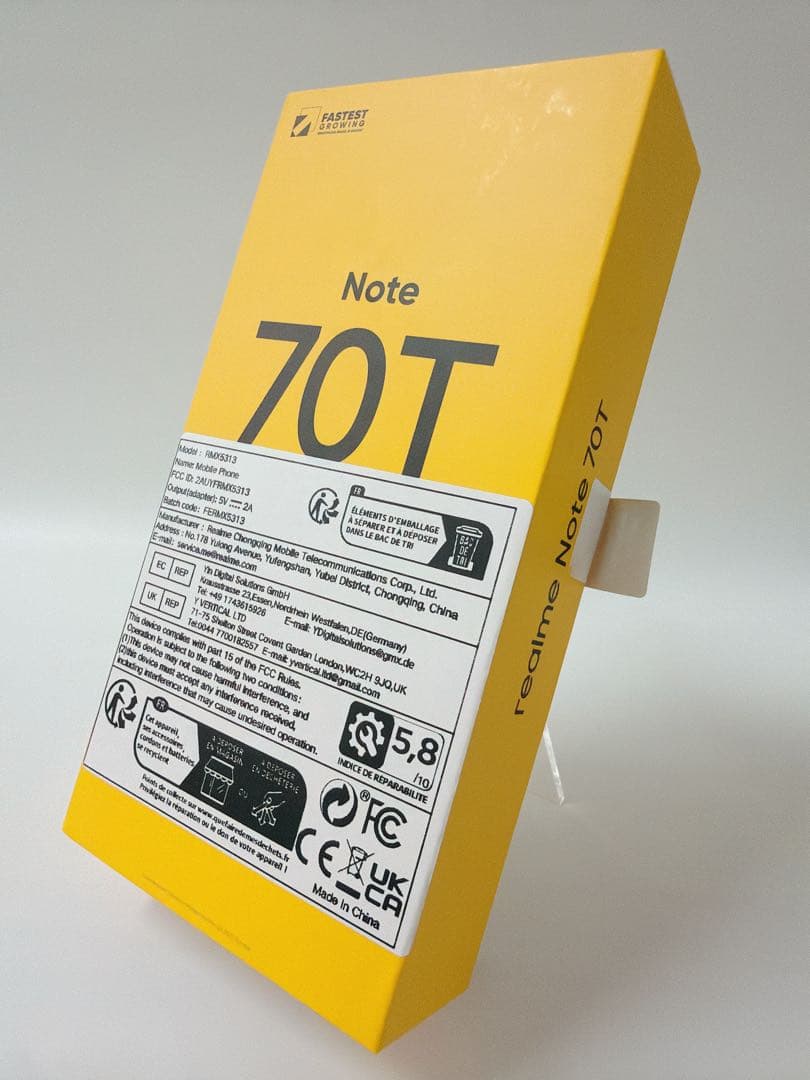 FASTEST
GROWING
Note
70T
realme Note 70T
Model : RMX5313
Name: Mobile Phone
FCC ID: 2AUYFRMX5313
Output(adapter): 5V 2A
Batch code: FERMX5313
Manufacturer : Realme Chongqing Mobile Telecommunications Corp., Ltd.
Address : No.178 Yulong Avenue, Yufengshan, Yubei District, Chongqing, China
E-mail: service.me@realme.com
FR
ÉLÉMENTS D'EMBALLAGE
À SÉPARER ET À DÉPOSER
DANS LE BAC DE TRI
BAC
DE
TRI
EC REP
Yin Digital Solutions GmbH
Krausstrasse 23,Essen,Nordrhein Westfallen,DE(Germany)
Tel: +49 1743615926 E-mail: YDigitalsolutions@gmx.de
UK REP
Y VERTICAL LTD
71-75 Shelton Street Covent Garden London,WC2H 9JQ,UK
Tel:0044 7700182557 E-mail: yvertical.ltd@gmail.com
This device complies with part 15 of the FCC Rules.
Operation is subject to the following two conditions :
(1)This device may not cause harmful interference, and
(2)this device must accept any interference received,
including interference that may cause undesired operation.
FR
Cet appareil,
ses accessoires,
cordons et batteries
se recyclent
À DÉPOSER
EN MAGASIN
OU
À DÉPOSER
EN DÉCHÈTERIE
Points de collecte sur www.quefairedemesdechets.fr
Privilégiez la réparation ou le don de votre appareil !
5,8
/10
INDICE DE RÉPARABILITÉ
® FC
CE UK
CA
Made in China